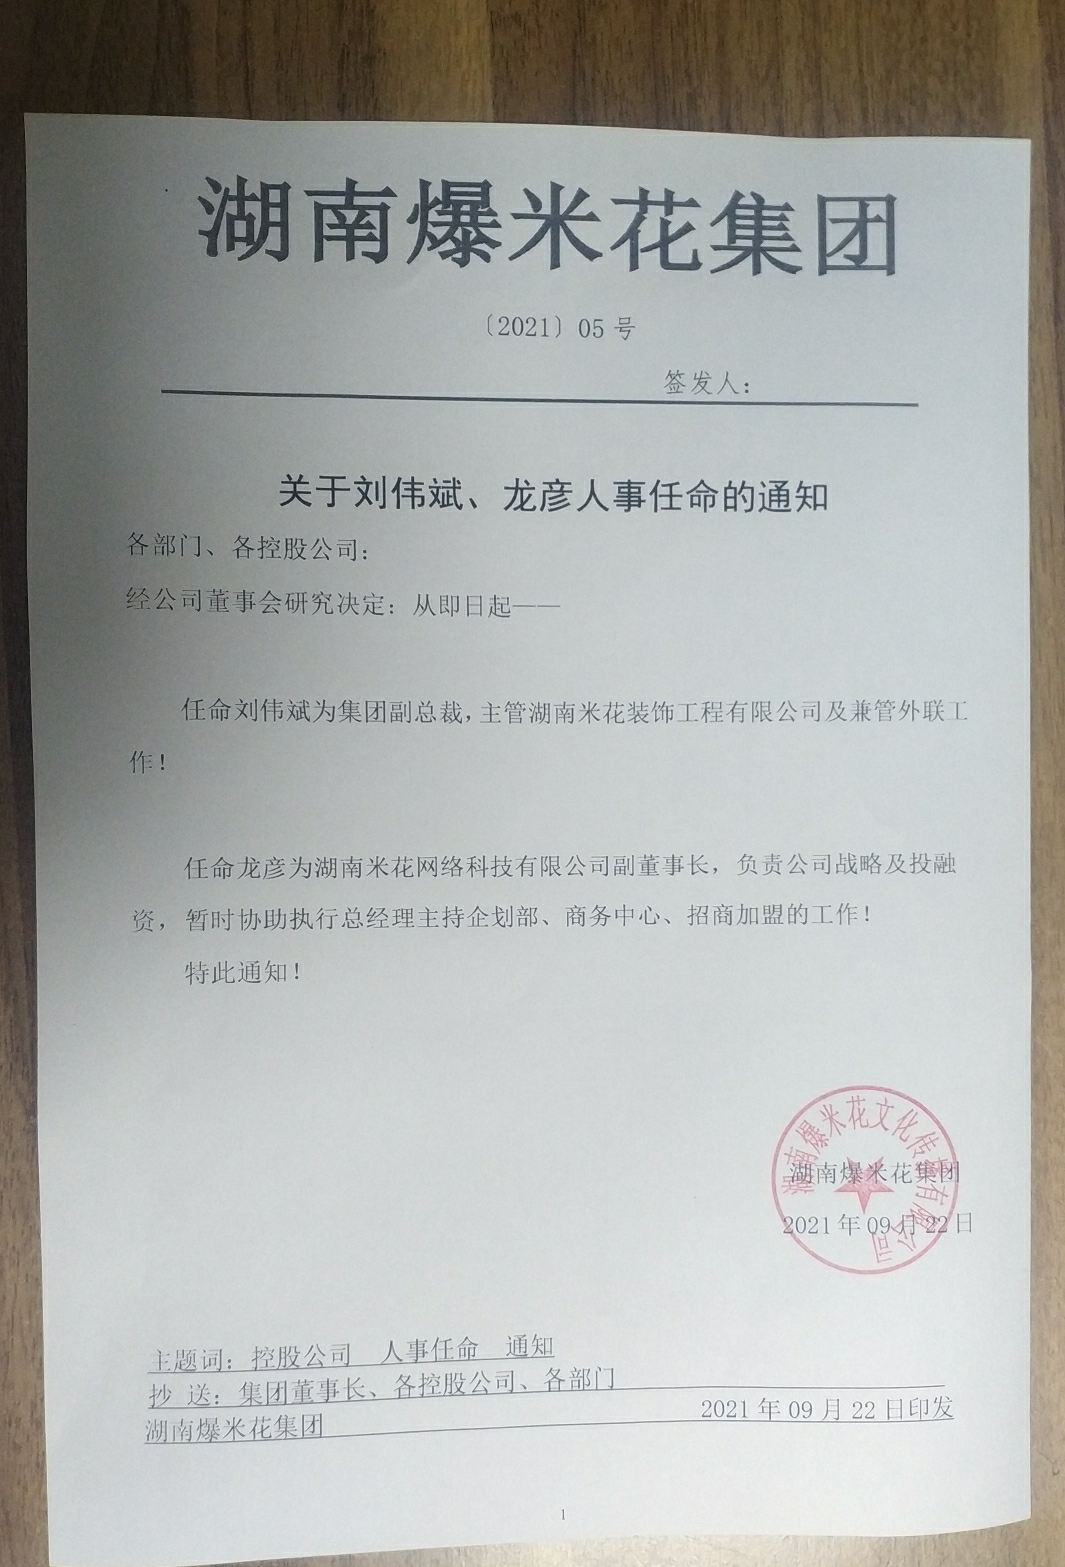 湖南爆米花集团
〔2021〕05 号
签发人：
关于刘伟斌、龙彦人事任命的通知
各部门、各控股公司：
经公司董事会研究决定：从即日起——
任命刘伟斌为集团副总裁，主管湖南米花装饰工程有限公司及兼管外联工
作！
任命龙彦为湖南米花网络科技有限公司副董事长，负责公司战略及投融
资，暂时协助执行总经理主持企划部、商务中心、招商加盟的工作！
特此通知！
湖南爆米花文化传播有限公司
湖南爆米花集团
2021 年 09 月 22 日
主题词：控股公司 人事任命 通知
抄 送：集团董事长、各控股公司、各部门
湖南爆米花集团 2021 年 09 月 22 日印发
1